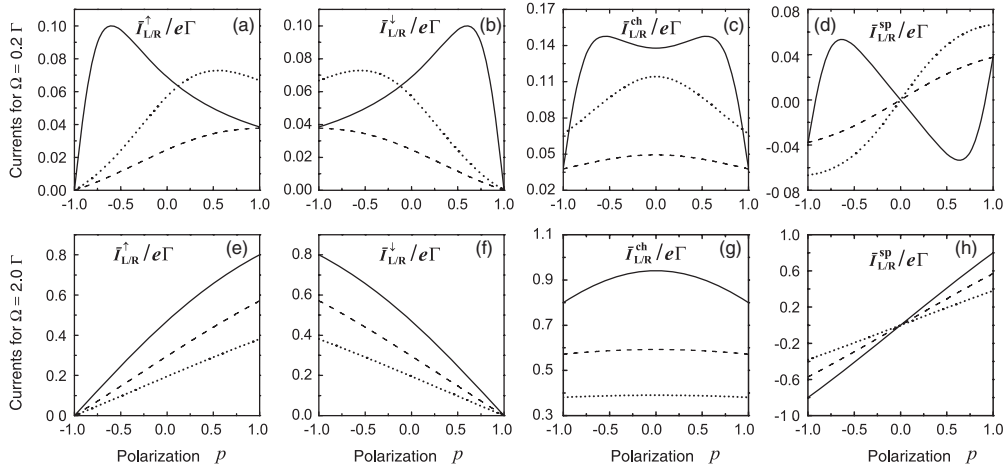 Currents for Ω = 0.2 Γ
(a) Ī↑L/R / eΓ
0.10
0.08
0.06
0.04
0.02
0.00
-1.0 -0.5 0.0 0.5 1.0
(b) Ī↓L/R / eΓ
0.10
0.08
0.06
0.04
0.02
0.00
-1.0 -0.5 0.0 0.5 1.0
(c) Ī^ch L/R / eΓ
0.17
0.14
0.11
0.08
0.05
0.02
-1.0 -0.5 0.0 0.5 1.0
(d) Ī^sp L/R / eΓ
0.08
0.04
0.00
-0.04
-0.08
-1.0 -0.5 0.0 0.5 1.0
Currents for Ω = 2.0 Γ
(e) Ī↑L/R / eΓ
0.8
0.6
0.4
0.2
0.0
-1.0 -0.5 0.0 0.5 1.0
Polarization p
(f) Ī↓L/R / eΓ
0.8
0.6
0.4
0.2
0.0
-1.0 -0.5 0.0 0.5 1.0
Polarization p
(g) Ī^ch L/R / eΓ
1.1
0.9
0.7
0.5
0.3
-1.0 -0.5 0.0 0.5 1.0
Polarization p
(h) Ī^sp L/R / eΓ
1.0
0.6
0.2
-0.2
-0.6
-1.0
-1.0 -0.5 0.0 0.5 1.0
Polarization p